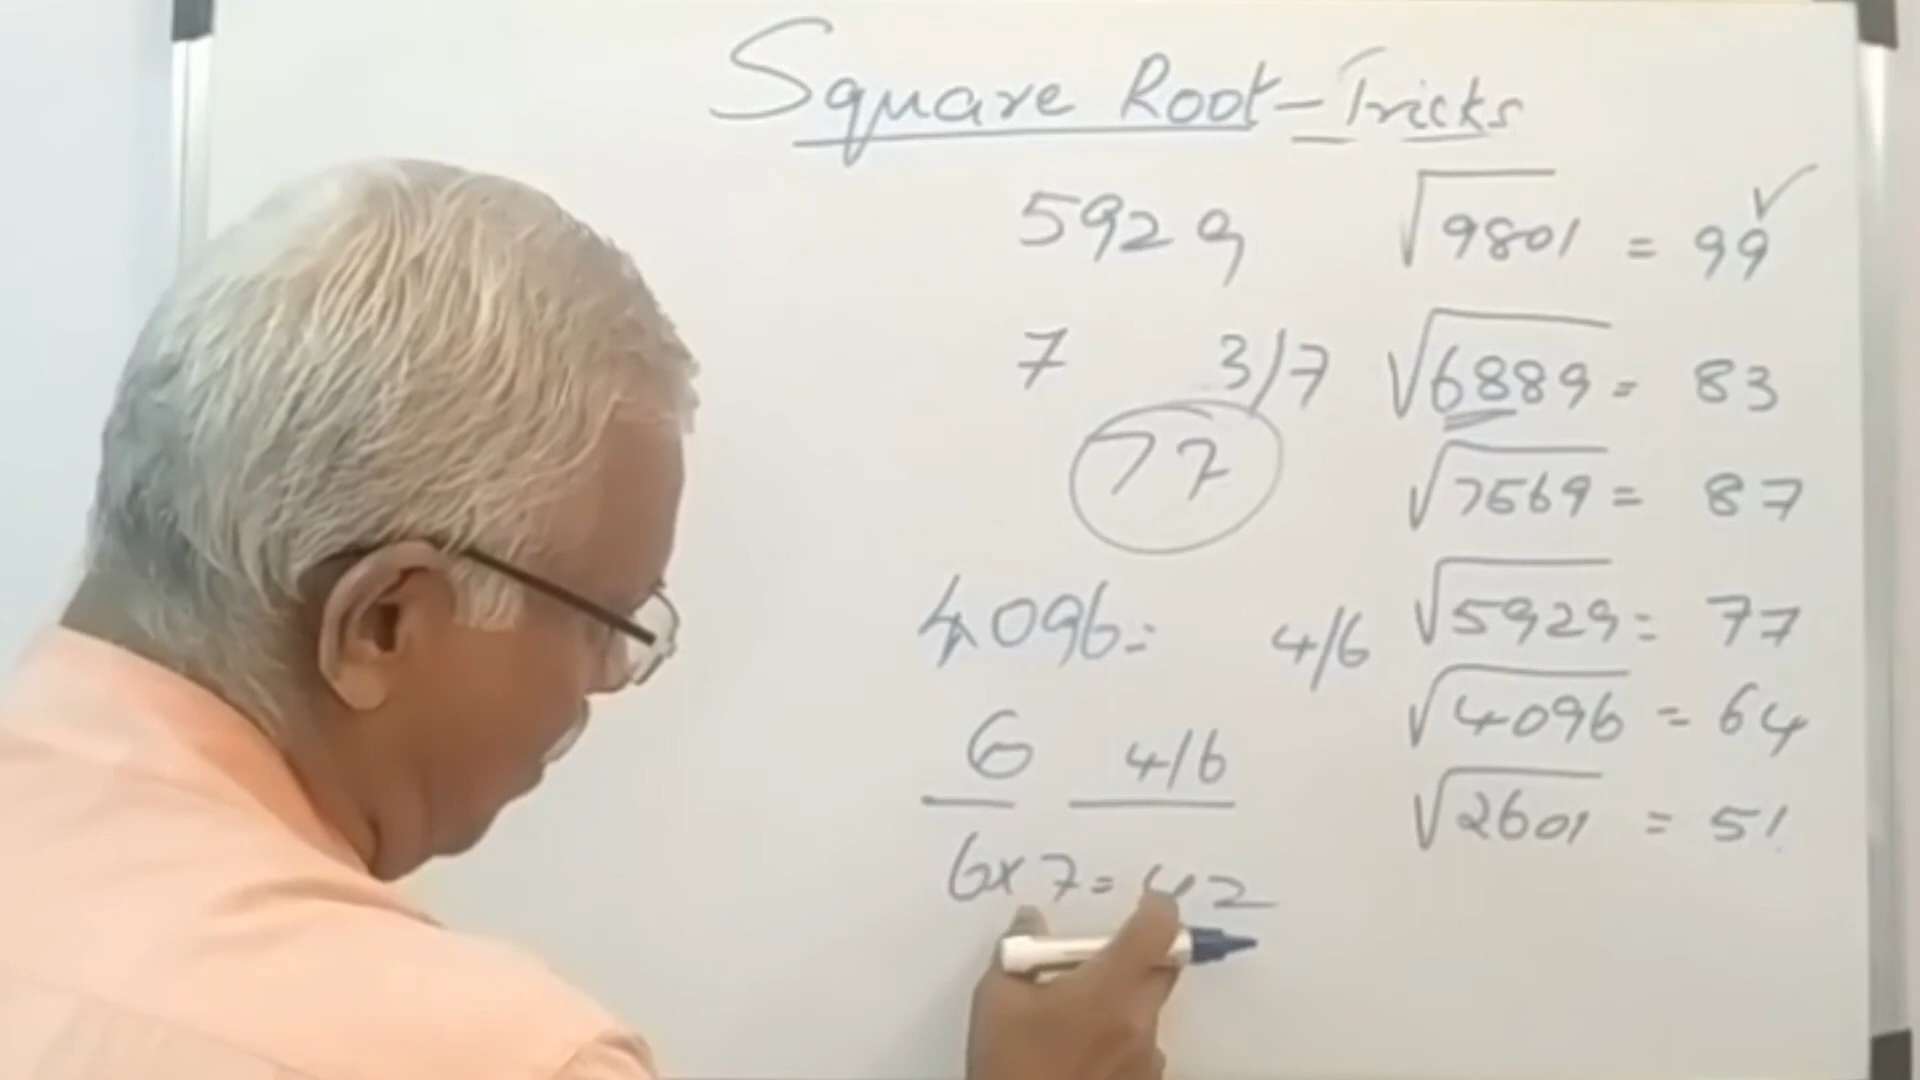 Square Root - Tricks
5929
7 3/7
77
4096=
4/6
6 4/6
6x7=42
√9801 = 99 ✓
√6889 = 83
√7569 = 87
√5929 = 77
√4096 = 64
√2601 = 51